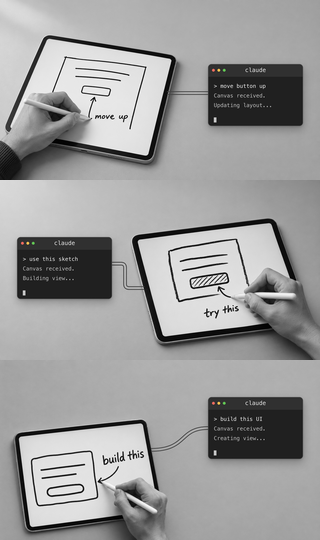 move up
claude
> move button up
Canvas received.
Updating layout...
claude
> use this sketch
Canvas received.
Building view...
try this
build this
claude
> build this UI
Canvas received.
Creating view...